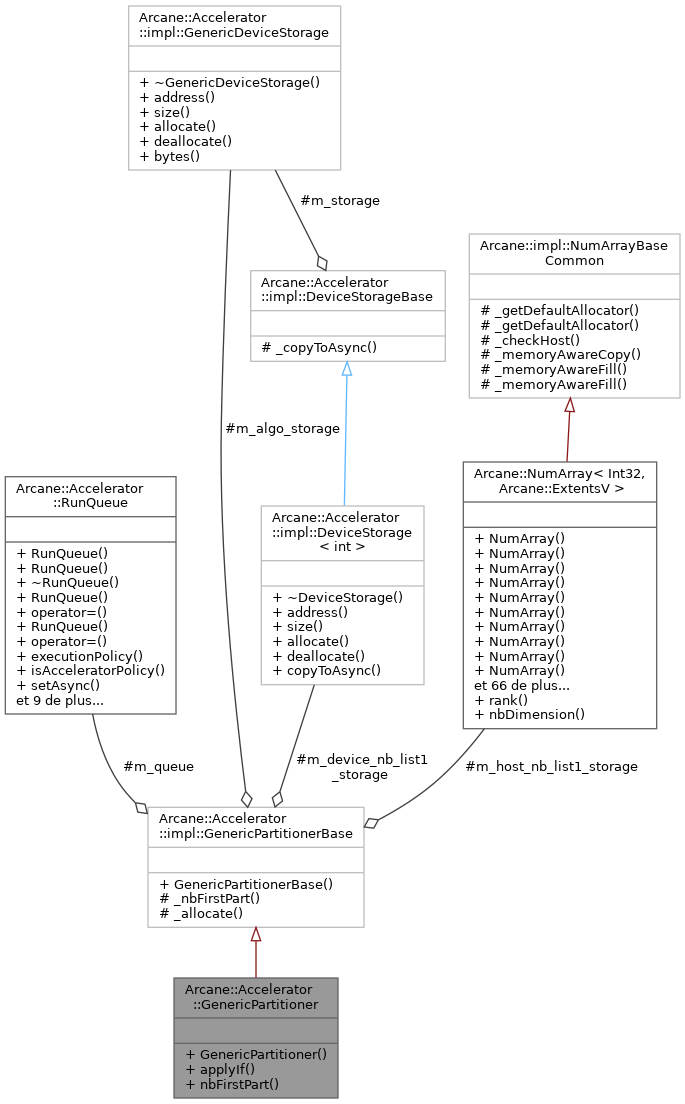 Arcane::Accelerator
::impl::GenericDeviceStorage
+ ~GenericDeviceStorage()
+ address()
+ size()
+ allocate()
+ deallocate()
+ bytes()
#m_storage
Arcane::Accelerator
::impl::DeviceStorageBase
# _copyToAsync()
Arcane::impl::NumArrayBase
Common
# _getDefaultAllocator()
# _getDefaultAllocator()
# _checkHost()
# _memoryAwareCopy()
# _memoryAwareFill()
# _memoryAwareFill()
#m_algo_storage
Arcane::Accelerator
::RunQueue
+ RunQueue()
+ RunQueue()
+ ~RunQueue()
+ RunQueue()
+ operator=()
+ RunQueue()
+ operator=()
+ executionPolicy()
+ isAcceleratorPolicy()
+ setAsync()
et 9 de plus...
Arcane::Accelerator
::impl::DeviceStorage
< int >
+ ~DeviceStorage()
+ address()
+ size()
+ allocate()
+ deallocate()
+ copyToAsync()
Arcane::NumArray< Int32,
Arcane::ExtentsV >
+ NumArray()
+ NumArray()
+ NumArray()
+ NumArray()
+ NumArray()
+ NumArray()
+ NumArray()
+ NumArray()
+ NumArray()
+ NumArray()
et 66 de plus...
+ rank()
+ nbDimension()
#m_queue
#m_device_nb_list1
_storage
#m_host_nb_list1_storage
Arcane::Accelerator
::impl::GenericPartitionerBase
+ GenericPartitionerBase()
# _nbFirstPart()
# _allocate()
Arcane::Accelerator
::GenericPartitioner
+ GenericPartitioner()
+ applyIf()
+ nbFirstPart()